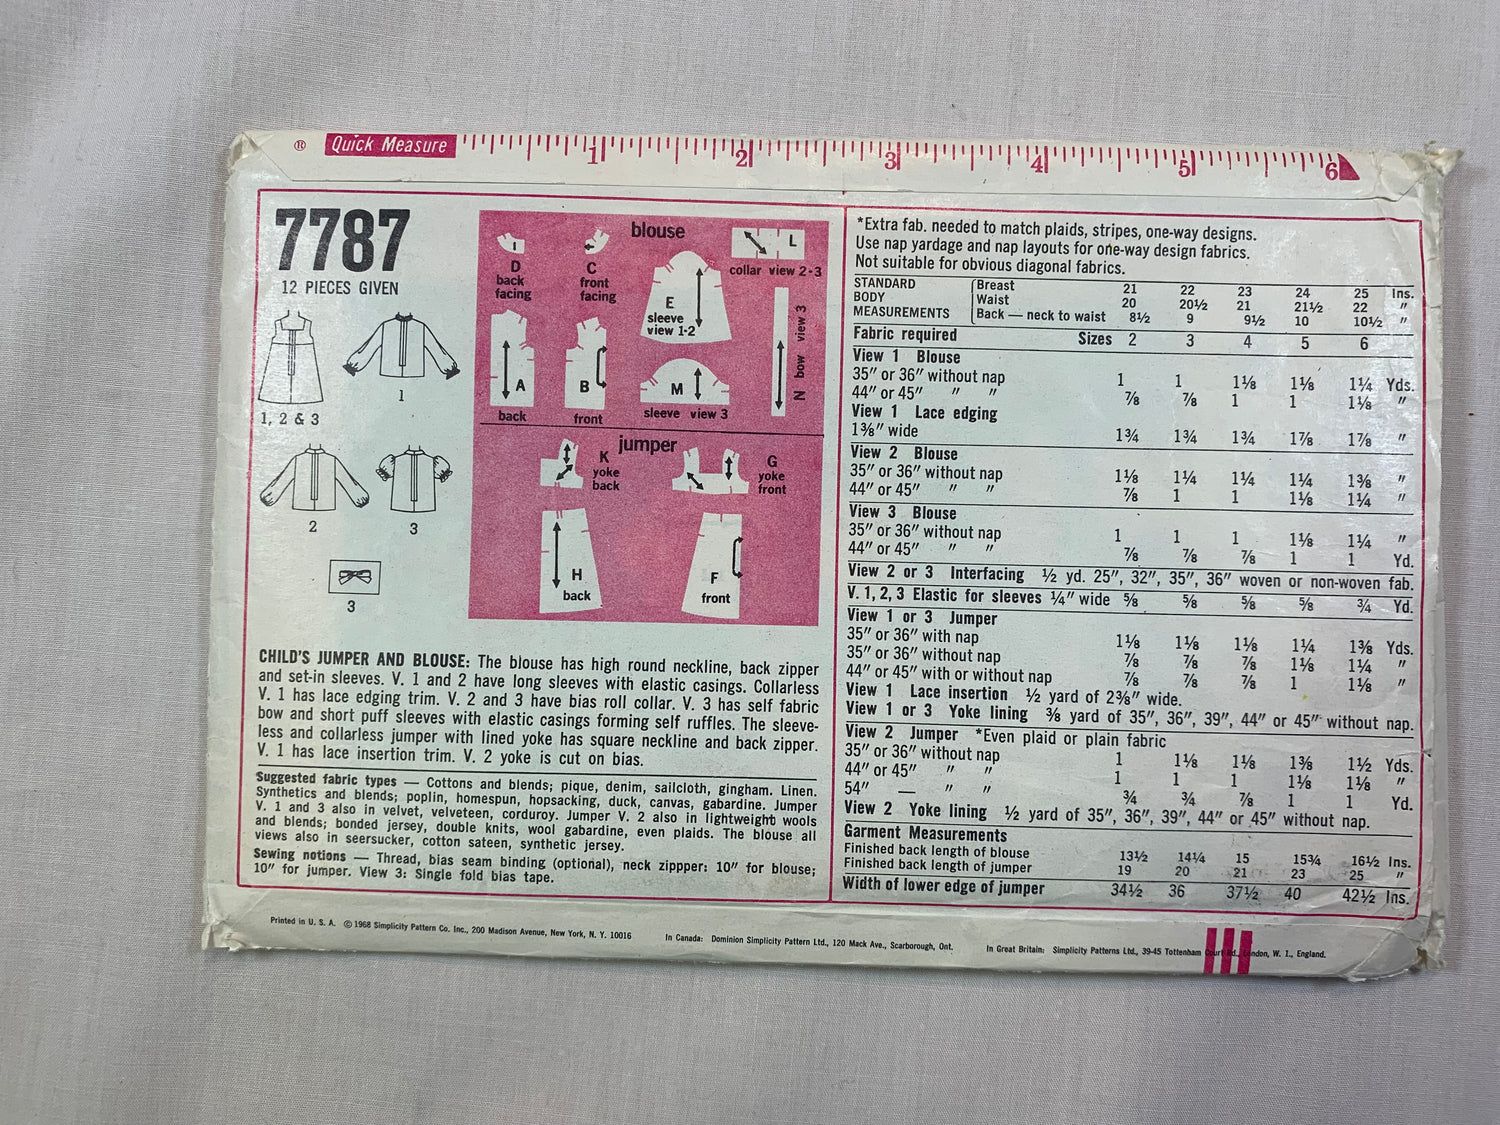 ® Quick Measure 1 2 3 4 5 6
7787
12 PIECES GIVEN
1, 2 & 3
1
2
3
3
blouse
D
back
facing
C
front
facing
E
sleeve
view 1-2
L
collar view 2-3
A
back
B
front
M
sleeve view 3
N bow view 3
jumper
K
yoke
back
G
yoke
front
H
back
F
front
CHILD'S JUMPER AND BLOUSE: The blouse has high round neckline, back zipper
and set-in sleeves. V. 1 and 2 have long sleeves with elastic casings. Collarless
V. 1 has lace edging trim. V. 2 and 3 have bias roll collar. V. 3 has self fabric
bow and short puff sleeves with elastic casings forming self ruffles. The sleeve-
less and collarless jumper with lined yoke has square neckline and back zipper.
V. 1 has lace insertion trim. V. 2 yoke is cut on bias.
Suggested fabric types — Cottons and blends; pique, denim, sailcloth, gingham. Linen.
Synthetics and blends; poplin, homespun, hopsacking, duck, canvas, gabardine. Jumper
V. 1 and 3 also in velvet, velveteen, corduroy. Jumper V. 2 also in lightweight wools
and blends; bonded jersey, double knits, wool gabardine, even plaids. The blouse all
views also in seersucker, cotton sateen, synthetic jersey.
Sewing notions — Thread, bias seam binding (optional), neck zippper: 10" for blouse;
10" for jumper. View 3: Single fold bias tape.
*Extra fab. needed to match plaids, stripes, one-way designs.
Use nap yardage and nap layouts for one-way design fabrics.
Not suitable for obvious diagonal fabrics.
STANDARD BODY MEASUREMENTS
Breast 21 22 23 24 25 Ins.
Waist 20 20½ 21 21½ 22 "
Back — neck to waist 8½ 9 9½ 10 10½ "
Fabric required Sizes 2 3 4 5 6
View 1 Blouse
35" or 36" without nap 1 1 1⅛ 1⅛ 1¼ Yds.
44" or 45" " " ⅞ ⅞ 1 1 1⅛ "
View 1 Lace edging
1⅜" wide 1¾ 1¾ 1¾ 1⅞ 1⅞ "
View 2 Blouse
35" or 36" without nap 1⅛ 1¼ 1¼ 1¼ 1⅜ "
44" or 45" " " ⅞ 1 1 1⅛ 1¼ "
View 3 Blouse
35" or 36" without nap 1 1 1 1⅛ 1¼ "
44" or 45" " " ⅞ ⅞ ⅞ 1 1 Yd.
View 2 or 3 Interfacing ½ yd. 25", 32", 35", 36" woven or non-woven fab.
V. 1, 2, 3 Elastic for sleeves ¼" wide ⅝ ⅝ ⅝ ⅝ ¾ Yd.
View 1 or 3 Jumper
35" or 36" with nap 1⅛ 1⅛ 1⅛ 1¼ 1⅜ Yds.
35" or 36" without nap ⅞ ⅞ ⅞ 1⅛ 1¼ "
44" or 45" with or without nap ⅞ ⅞ ⅞ 1 1⅛ "
View 1 Lace insertion ½ yard of 2⅜" wide.
View 1 or 3 Yoke lining ⅜ yard of 35", 36", 39", 44" or 45" without nap.
View 2 Jumper *Even plaid or plain fabric
35" or 36" without nap 1 1⅛ 1⅛ 1⅜ 1½ Yds.
44" or 45" " " 1 1 1 1⅛ 1⅛ "
54" — " " ¾ ¾ ⅞ 1 1 Yd.
View 2 Yoke lining ½ yard of 35", 36", 39", 44" or 45" without nap.
Garment Measurements
Finished back length of blouse 13½ 14¼ 15 15¾ 16½ Ins.
Finished back length of jumper 19 20 21 23 25 "
Width of lower edge of jumper 34½ 36 37½ 40 42½ Ins.
Printed in U. S. A. © 1968 Simplicity Pattern Co. Inc., 200 Madison Avenue, New York, N. Y. 10016
In Canada: Dominion Simplicity Pattern Ltd., 120 Mack Ave., Scarborough, Ont.
In Great Britain: Simplicity Patterns Ltd., 39-45 Tottenham Court Rd., London, W. 1., England.